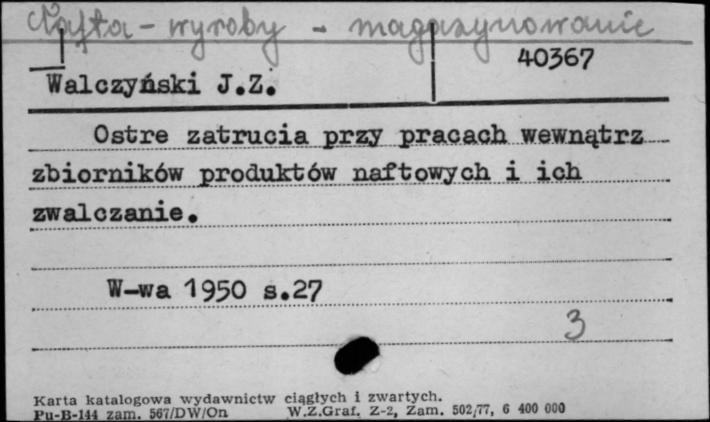 Nafta - wyroby - magazynowanie
40367
Walczyński J.Z.
Ostre zatrucia przy pracach wewnątrz
zbiorników produktów naftowych i ich
zwalczanie.
W-wa 1950 s.27
3
Karta katalogowa wydawnictw ciągłych i zwartych.
Pu-B-144 zam. 567/DW/On W.Z.Graf. Z-2, Zam. 502/77, 6 400 000